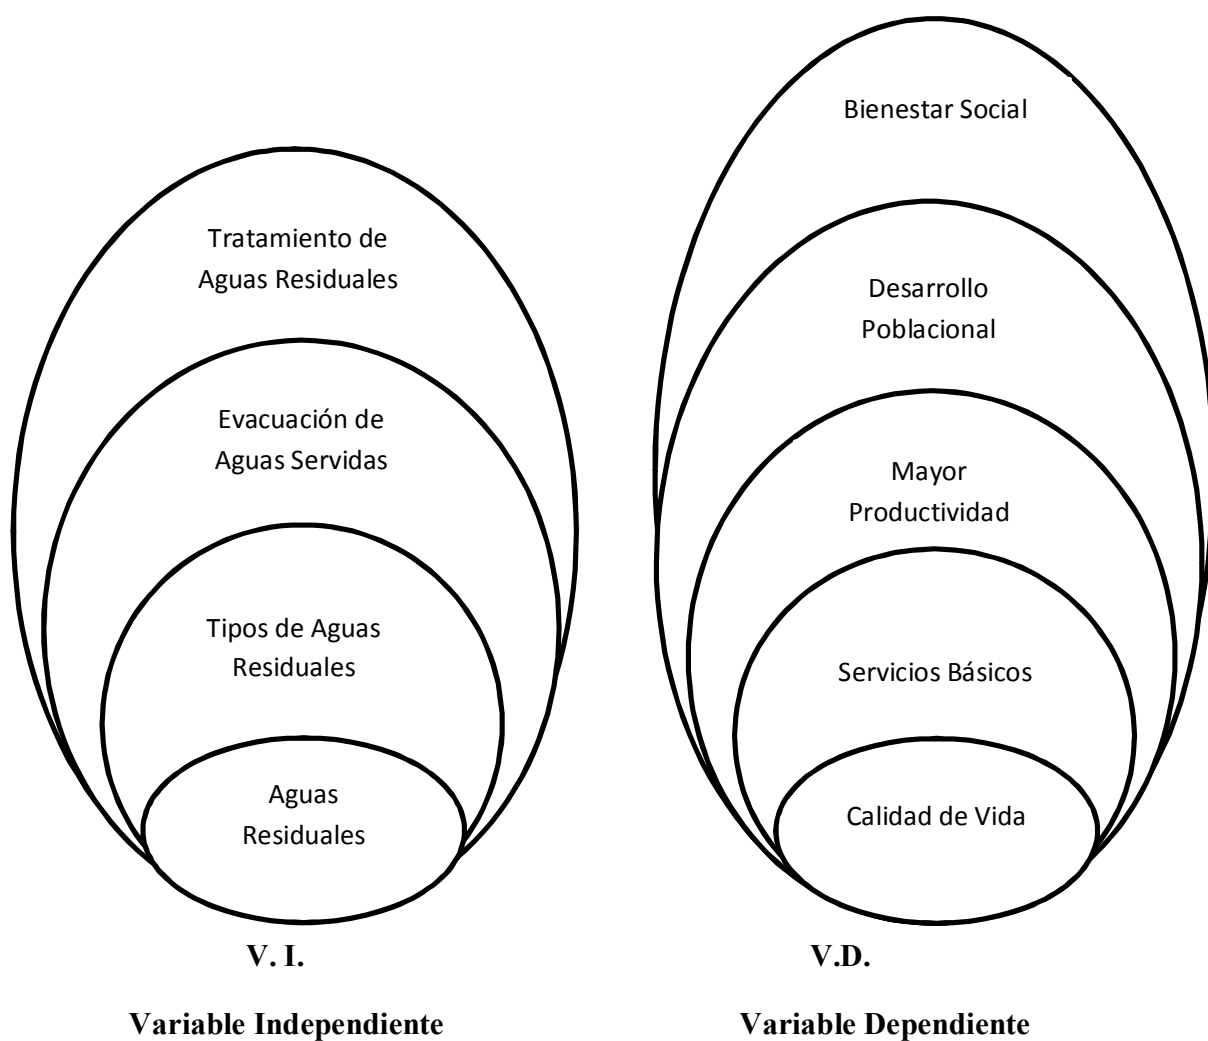 Tratamiento de
Aguas Residuales
Evacuación de
Aguas Servidas
Tipos de Aguas
Residuales
Aguas
Residuales
V. I.
Variable Independiente
Bienestar Social
Desarrollo
Poblacional
Mayor
Productividad
Servicios Básicos
Calidad de Vida
V.D.
Variable Dependiente